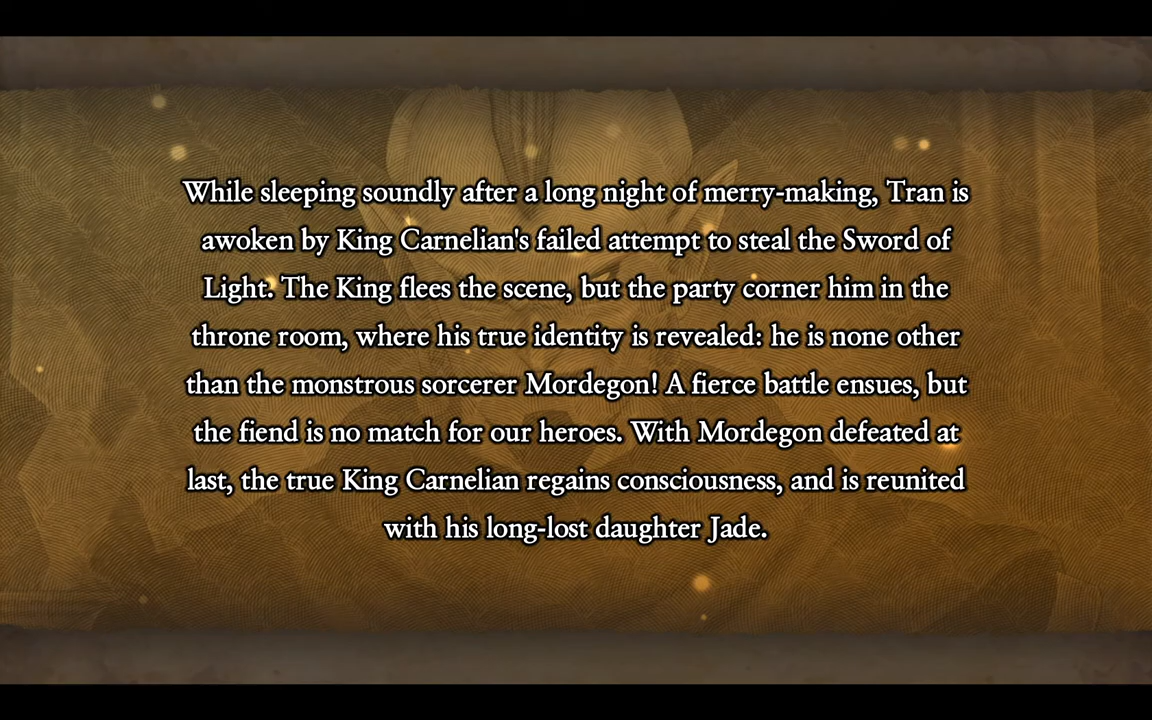 While sleeping soundly after a long night of merry-making, Tran is
awoken by King Carnelian's failed attempt to steal the Sword of
Light. The King flees the scene, but the party corner him in the
throne room, where his true identity is revealed: he is none other
than the monstrous sorcerer Mordegon! A fierce battle ensues, but
the fiend is no match for our heroes. With Mordegon defeated at
last, the true King Carnelian regains consciousness, and is reunited
with his long-lost daughter Jade.